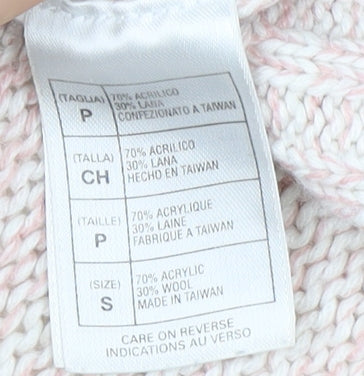 (TAGLIA) P
70% ACRILICO
30% LANA
CONFEZIONATO A TAIWAN
(TALLA) CH
70% ACRILICO
30% LANA
HECHO EN TAIWAN
(TAILLE) P
70% ACRYLIQUE
30% LAINE
FABRIQUE A TAIWAN
(SIZE) S
70% ACRYLIC
30% WOOL
MADE IN TAIWAN
CARE ON REVERSE
INDICATIONS AU VERSO